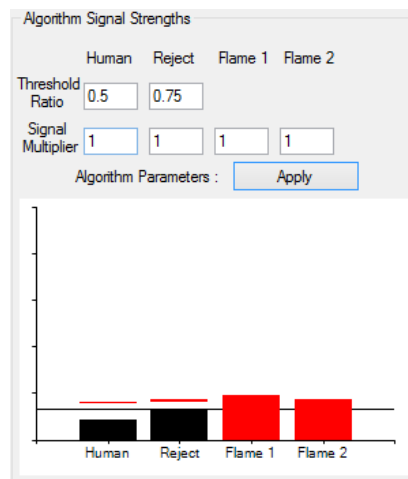 Algorithm Signal Strengths
Human Reject Flame 1 Flame 2
Threshold
Ratio 0.5 0.75
Signal
Multiplier 1 1 1 1
Algorithm Parameters : Apply
Human Reject Flame 1 Flame 2